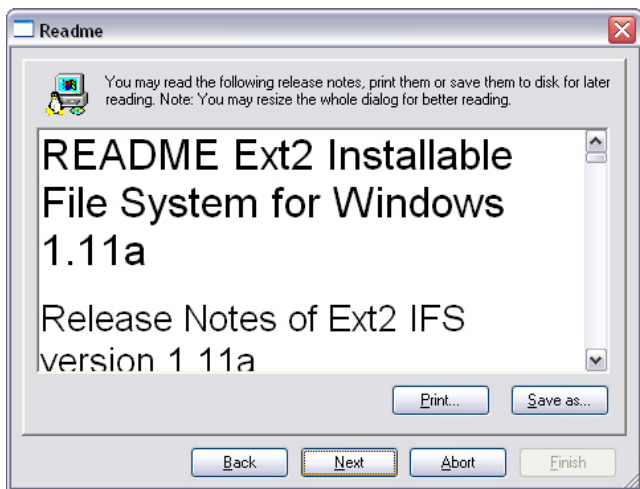 Readme
You may read the following release notes, print them or save them to disk for later
reading. Note: You may resize the whole dialog for better reading.
README Ext2 Installable
File System for Windows
1.11a
Release Notes of Ext2 IFS
version 1.11a
Print...
Save as...
Back
Next
Abort
Finish